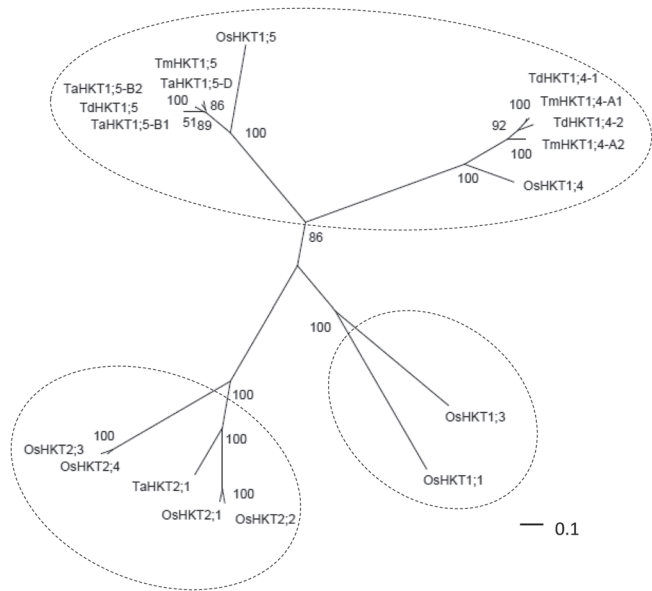 OsHKT1;5
TmHKT1;5
TaHKT1;5-D
TaHKT1;5-B2
100
86
TdHKT1;5
TaHKT1;5-B1
5189
100
TdHKT1;4-1
100
TmHKT1;4-A1
92
TdHKT1;4-2
TmHKT1;4-A2
100
100
OsHKT1;4
86
100
100
OsHKT1;3
100
100
OsHKT2;3
OsHKT2;4
OsHKT1;1
TaHKT2;1
100
OsHKT2;1
OsHKT2;2
0.1